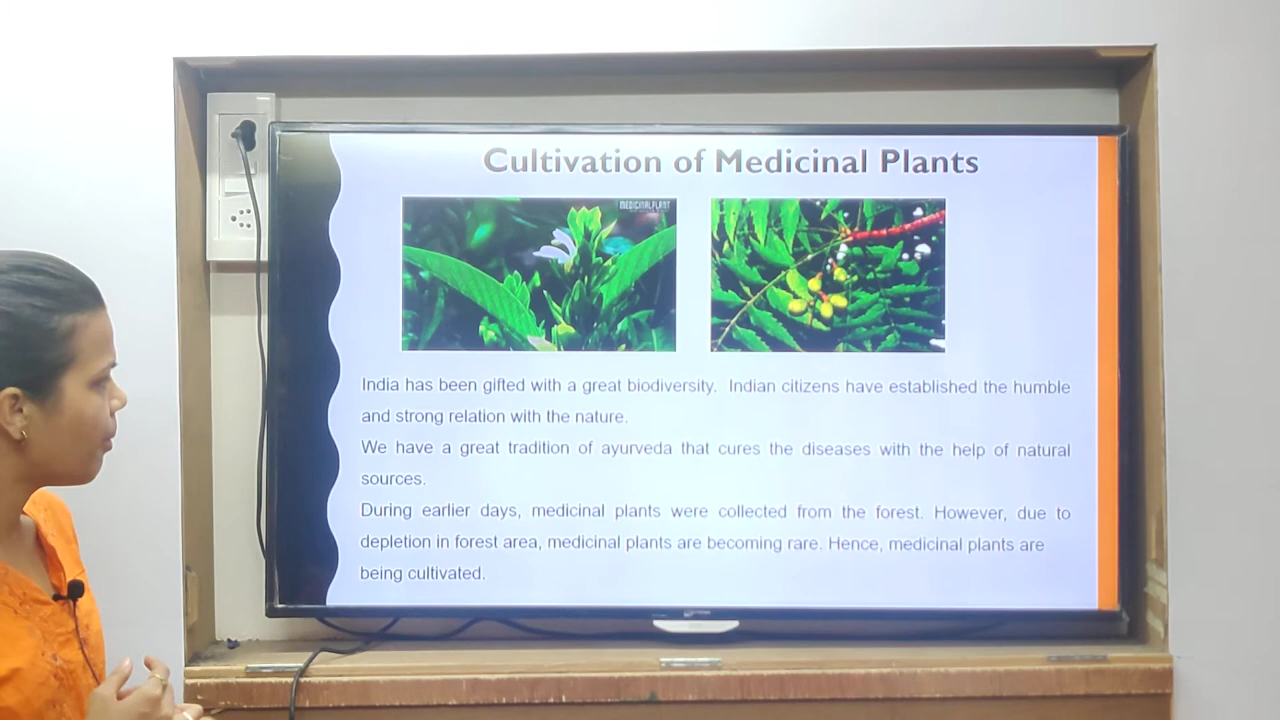 Cultivation of Medicinal Plants
MEDICINALPLANT
India has been gifted with a great biodiversity. Indian citizens have established the humble
and strong relation with the nature.
We have a great tradition of ayurveda that cures the diseases with the help of natural
sources.
During earlier days, medicinal plants were collected from the forest. However, due to
depletion in forest area, medicinal plants are becoming rare. Hence, medicinal plants are
being cultivated.